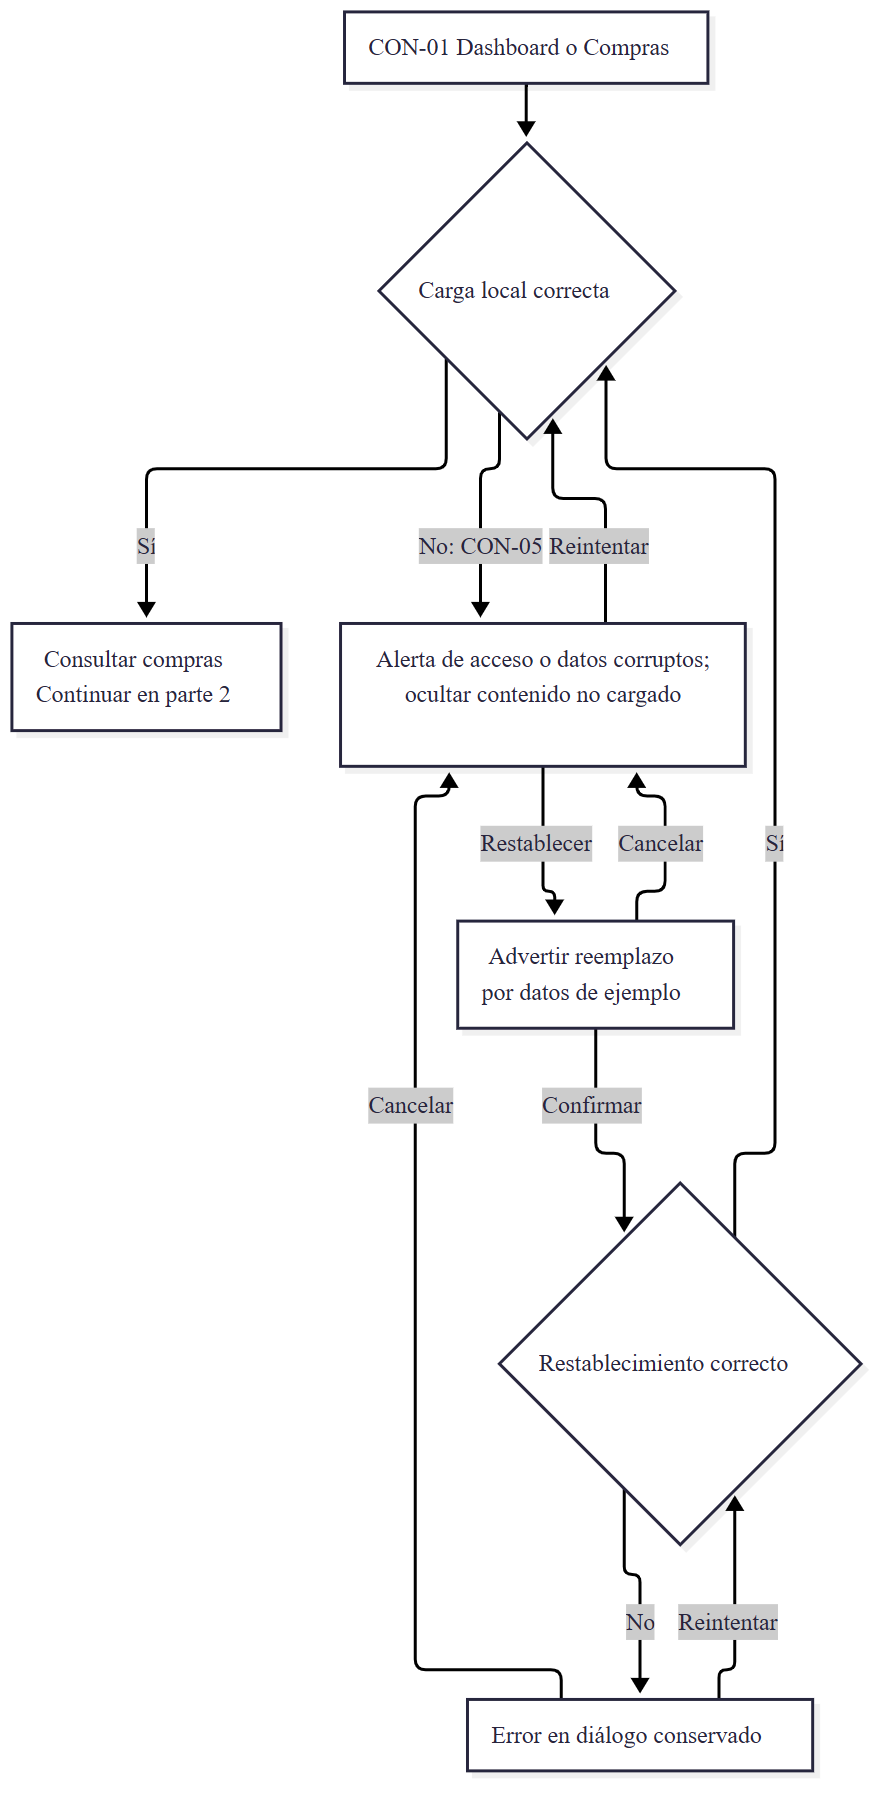 CON-01 Dashboard o Compras
Carga local correcta
Sí
No: CON-05
Reintentar
Consultar compras
Continuar en parte 2
Alerta de acceso o datos corruptos;
ocultar contenido no cargado
Restablecer
Cancelar
Sí
Advertir reemplazo
por datos de ejemplo
Cancelar
Confirmar
Restablecimiento correcto
No
Reintentar
Error en diálogo conservado